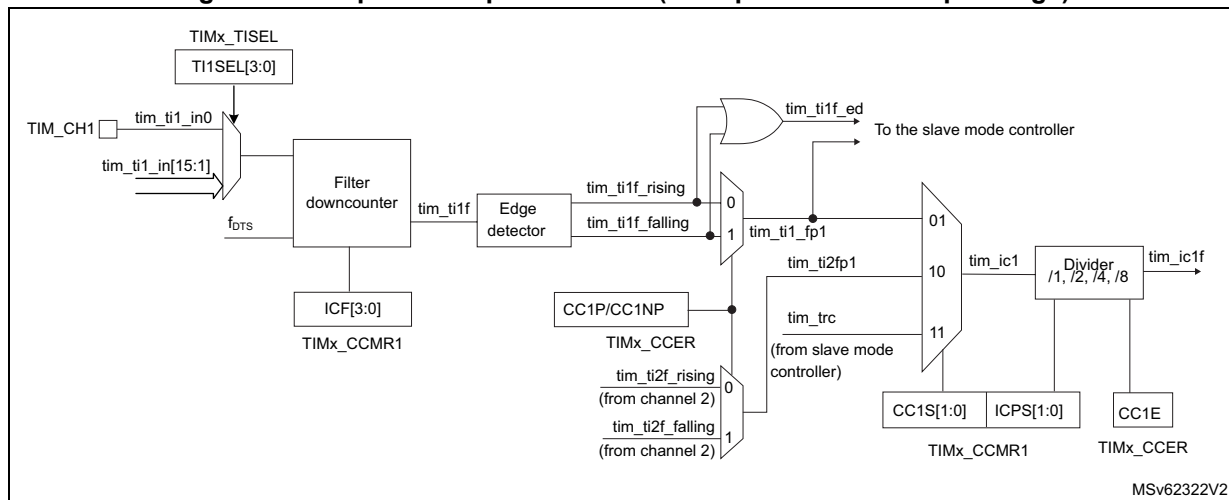 TIMx_TISEL
TI1SEL[3:0]
TIM_CH1
tim_ti1_in0
tim_ti1_in[15:1]
fDTS
Filter
downcounter
ICF[3:0]
TIMx_CCMR1
tim_ti1f
Edge
detector
tim_ti1f_rising
tim_ti1f_falling
0
1
tim_ti1f_ed
To the slave mode controller
tim_ti1_fp1
tim_ti2fp1
CC1P/CC1NP
TIMx_CCER
tim_ti2f_rising
(from channel 2)
tim_ti2f_falling
(from channel 2)
0
1
tim_trc
(from slave mode
controller)
01
10
11
tim_ic1
Divider
/1, /2, /4, /8
tim_ic1f
CC1S[1:0]
ICPS[1:0]
TIMx_CCMR1
CC1E
TIMx_CCER
MSv62322V2